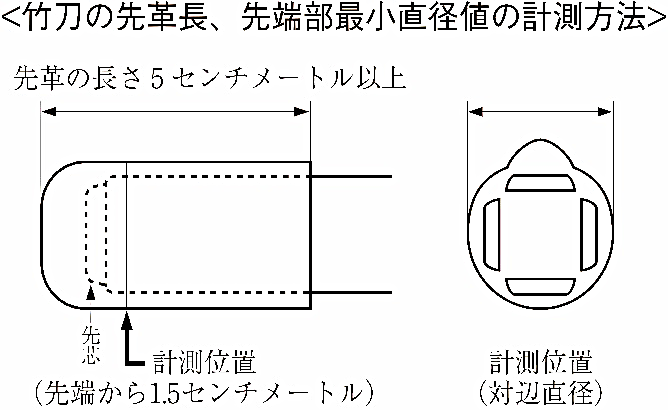 <竹刀の先革長、先端部最小直径値の計測方法>
先革の長さ5センチメートル以上
先芯
計測位置
(先端から1.5センチメートル)
計測位置
(対辺直径)